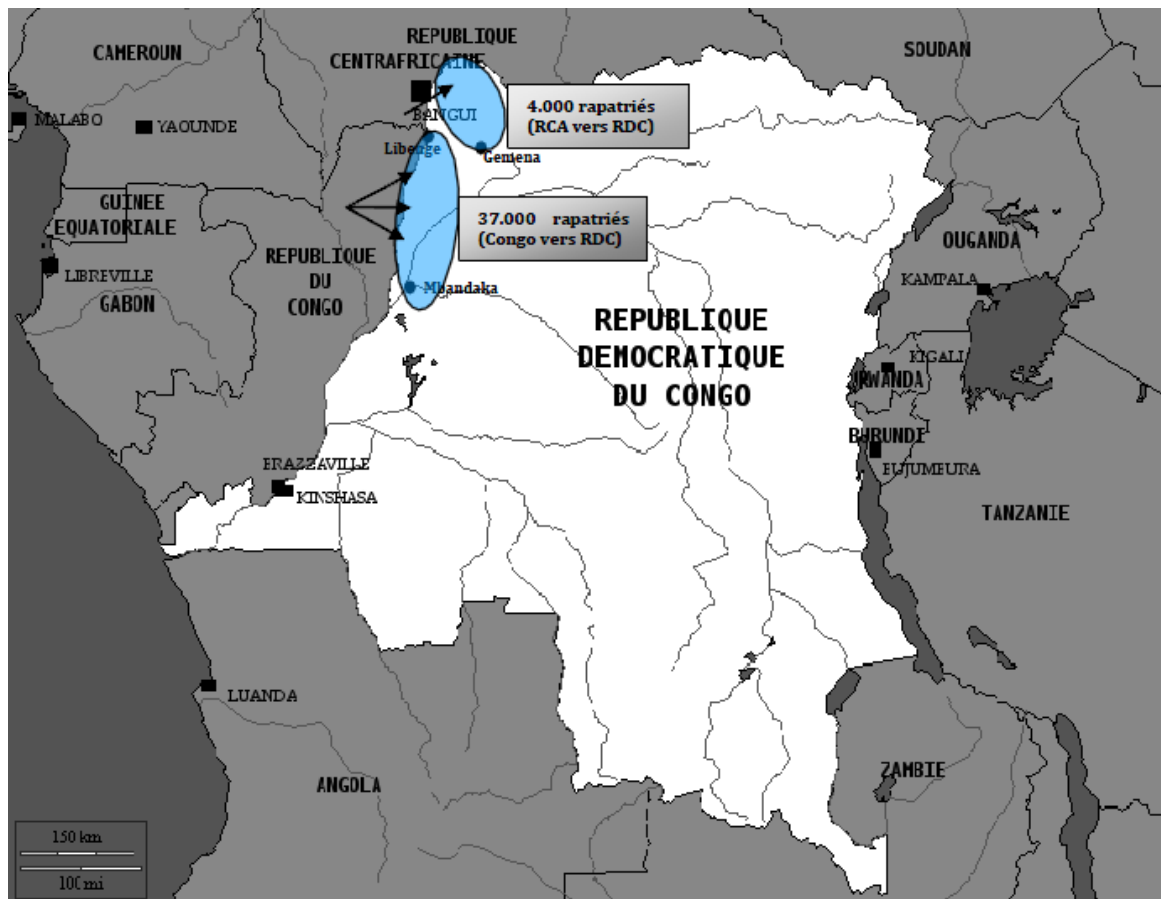 REPUBLIQUE
CENTRAFRICAINE
CAMEROUN
SOUDAN
4.000 rapatriés
(RCA vers RDC)
BANGUI
MALABO
YAOUNDE
Libenge
Gemena
GUINEE
EQUATORIALE
37.000 rapatriés
(Congo vers RDC)
OUGANDA
REPUBLIQUE
DU
CONGO
LIBREVILLE
GABON
KAMPALA
Mbandaka
REPUBLIQUE
DEMOCRATIQUE
DU CONGO
KIGALI
RWANDA
BURUNDI
BUJUMBURA
BRAZZAVILLE
KINSHASA
TANZANIE
LUANDA
ANGOLA
ZAMBIE
150 km
100 mi